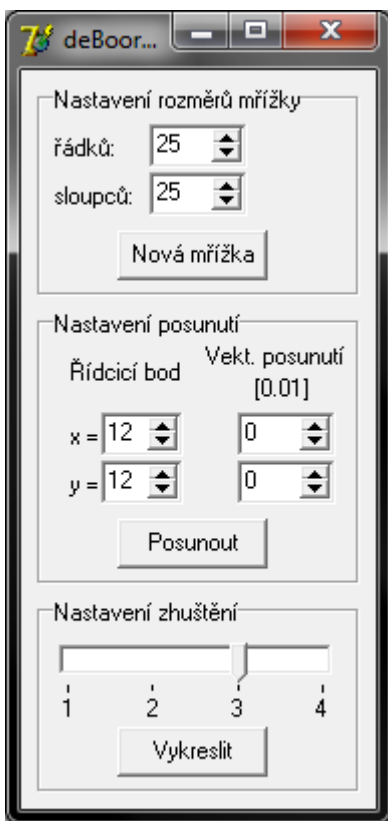 deBoor...
Nastavení rozměrů mřížky
řádků: 25
sloupců: 25
Nová mřížka
Nastavení posunutí
Řídcicí bod Vekt. posunutí
[0.01]
x = 12 0
y = 12 0
Posunout
Nastavení zhuštění
1 2 3 4
Vykreslit